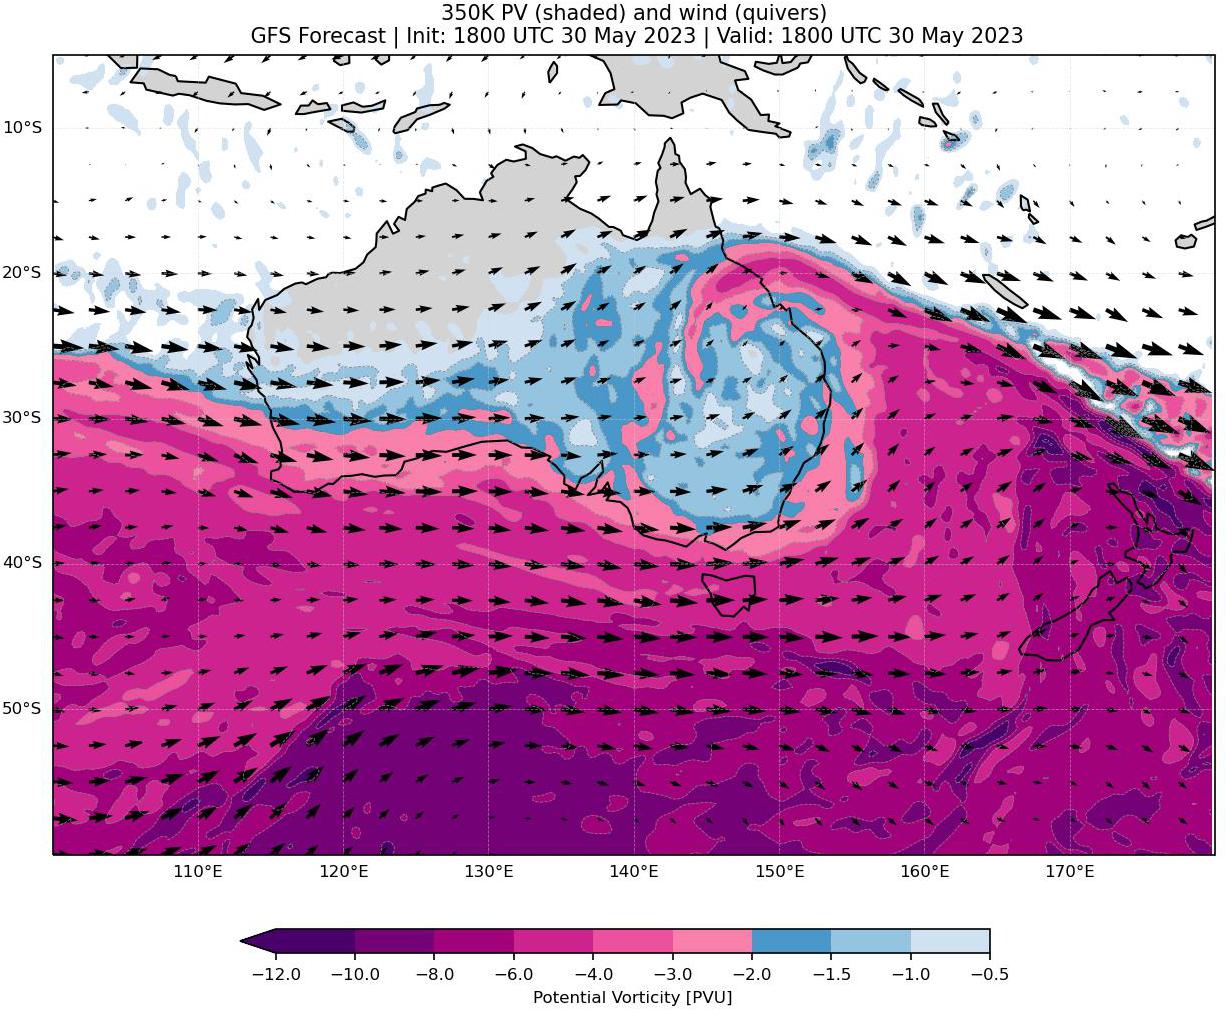 350K PV (shaded) and wind (quivers)
GFS Forecast | Init: 1800 UTC 30 May 2023 | Valid: 1800 UTC 30 May 2023
10°S
20°S
30°S
40°S
50°S
110°E 120°E 130°E 140°E 150°E 160°E 170°E
−12.0 −10.0 −8.0 −6.0 −4.0 −3.0 −2.0 −1.5 −1.0 −0.5
Potential Vorticity [PVU]